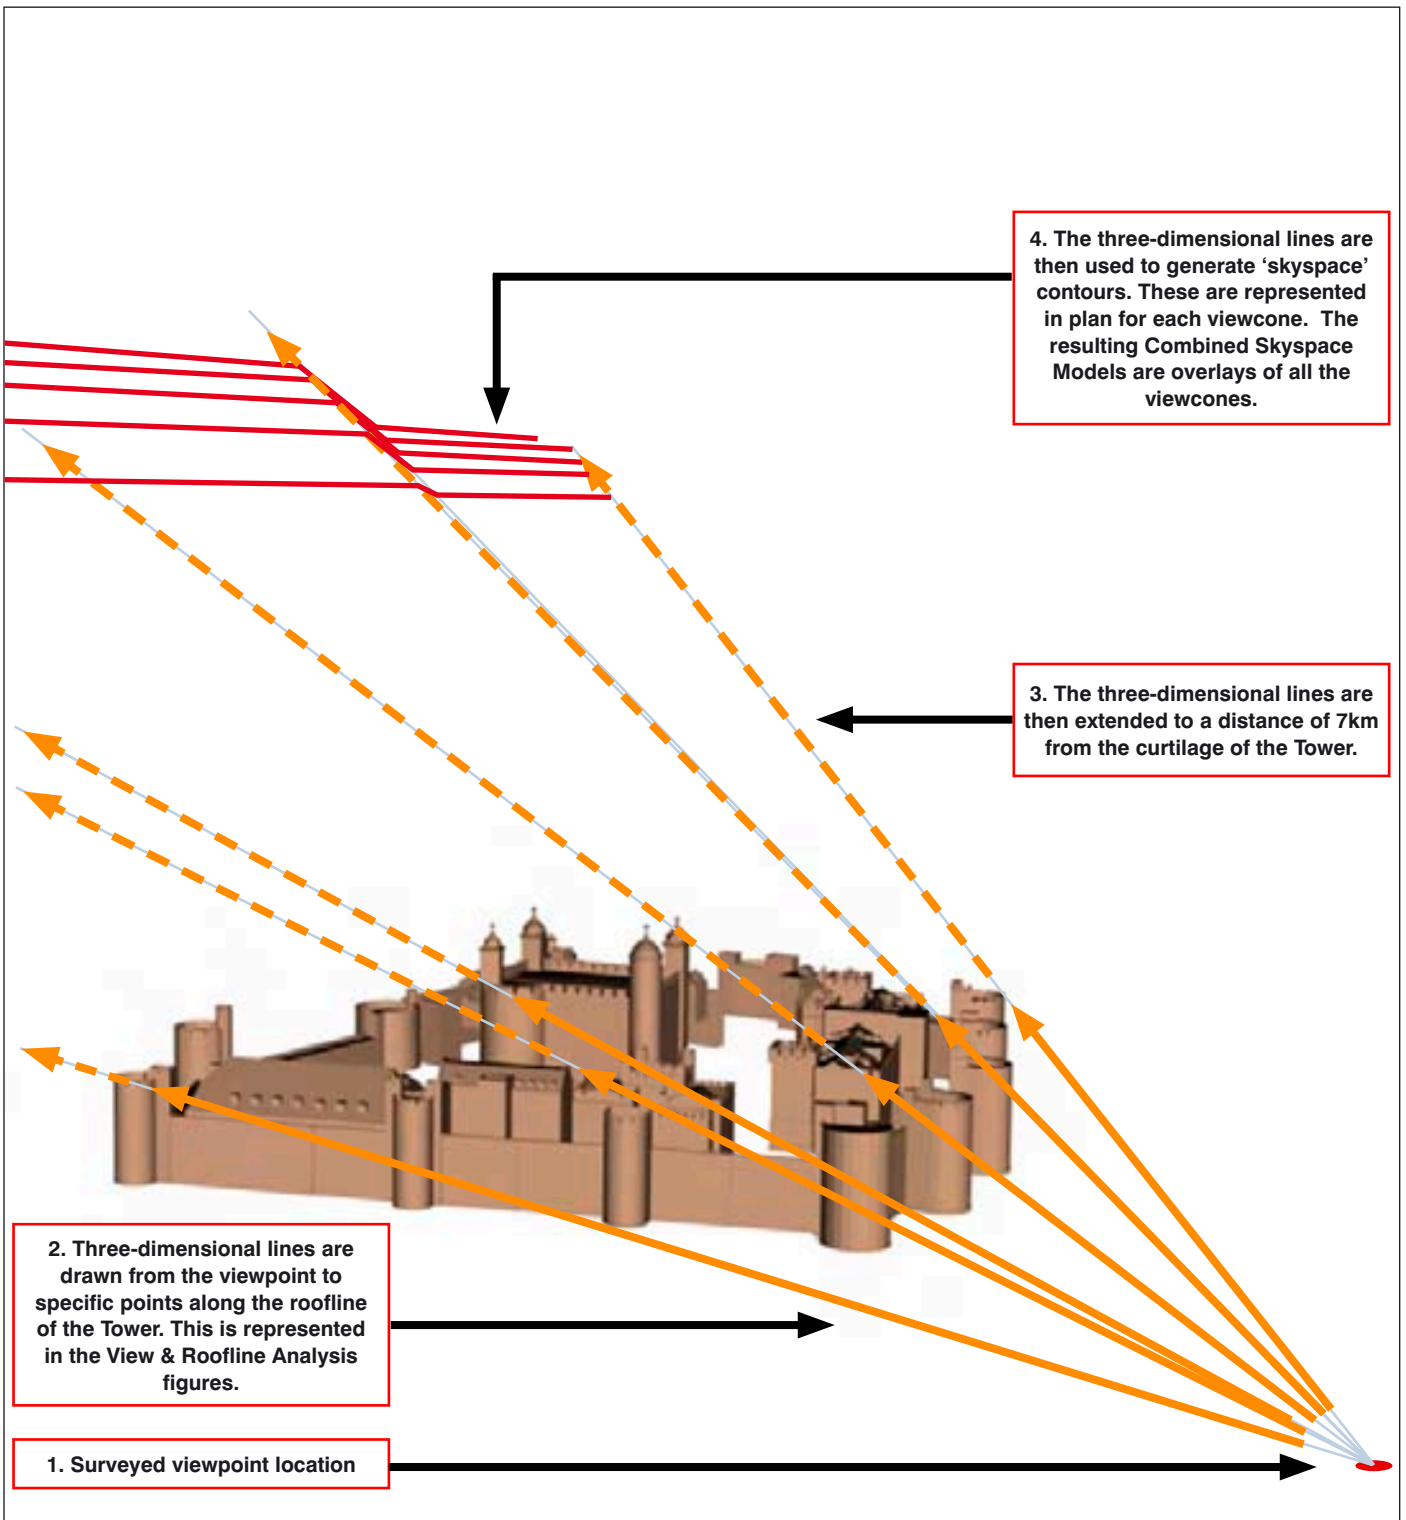 4. The three-dimensional lines are
then used to generate ‘skyspace’
contours. These are represented
in plan for each viewcone.  The
resulting Combined Skyspace
Models are overlays of all the
viewcones.
3. The three-dimensional lines are
then extended to a distance of 7km
from the curtilage of the Tower.
2. Three-dimensional lines are
drawn from the viewpoint to
specific points along the roofline
of the Tower. This is represented
in the View & Roofline Analysis
figures.
1. Surveyed viewpoint location